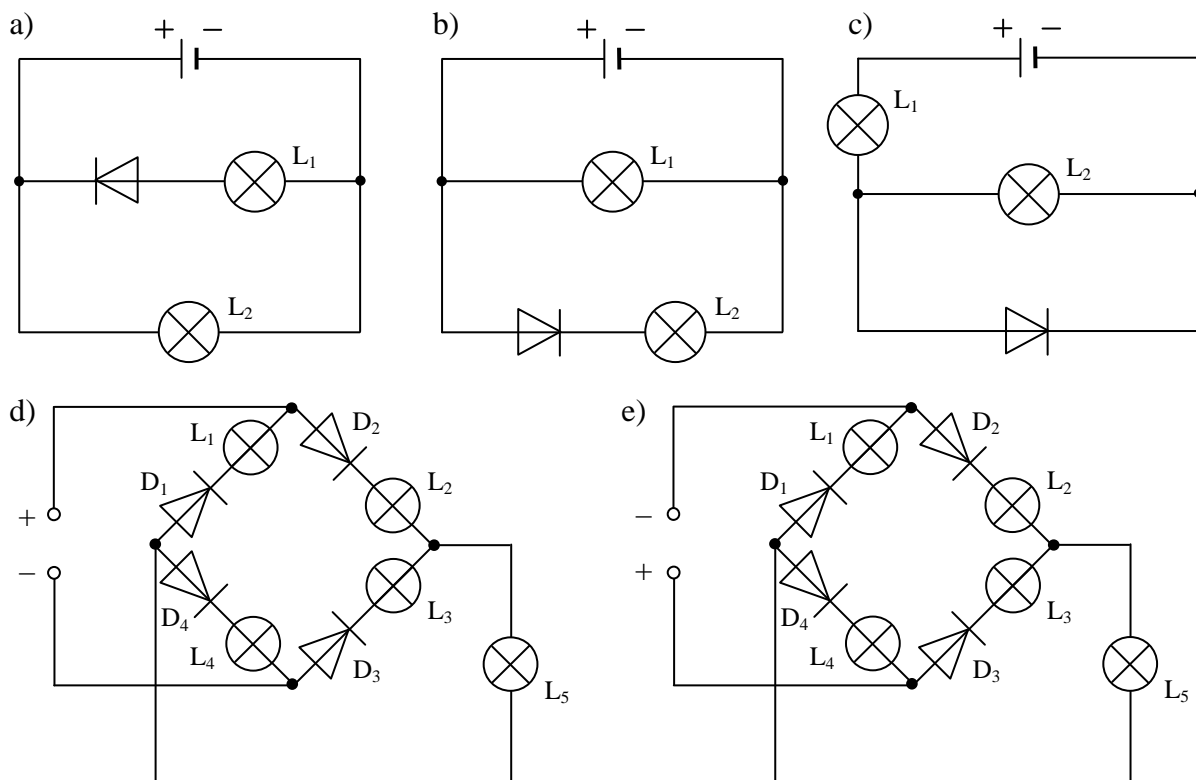 a)
+ −
L₁
L₂
b)
+ −
L₁
L₂
c)
+ −
L₁
L₂
d)
L₁
D₂
D₁
L₂
+
−
D₄
L₃
L₄
D₃
L₅
e)
L₁
D₂
D₁
L₂
−
+
D₄
L₃
L₄
D₃
L₅